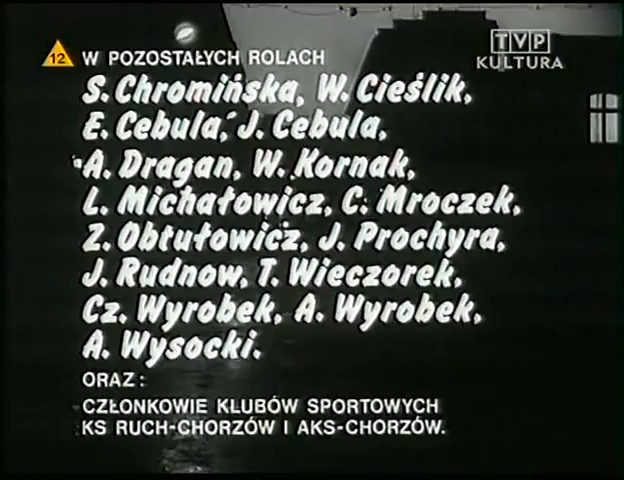 12
W POZOSTAŁYCH ROLACH
TVP
KULTURA
S. Chromińska, W. Cieślik,
E. Cebula, J. Cebula,
A. Dragan, W. Kornak,
L. Michałowicz, C. Mroczek,
Z. Obtułowicz, J. Prochyra,
J. Rudnow, T. Wieczorek,
Cz. Wyrobek, A. Wyrobek,
A. Wysocki.
ORAZ:
CZŁONKOWIE KLUBÓW SPORTOWYCH
KS RUCH-CHORZÓW I AKS-CHORZÓW.